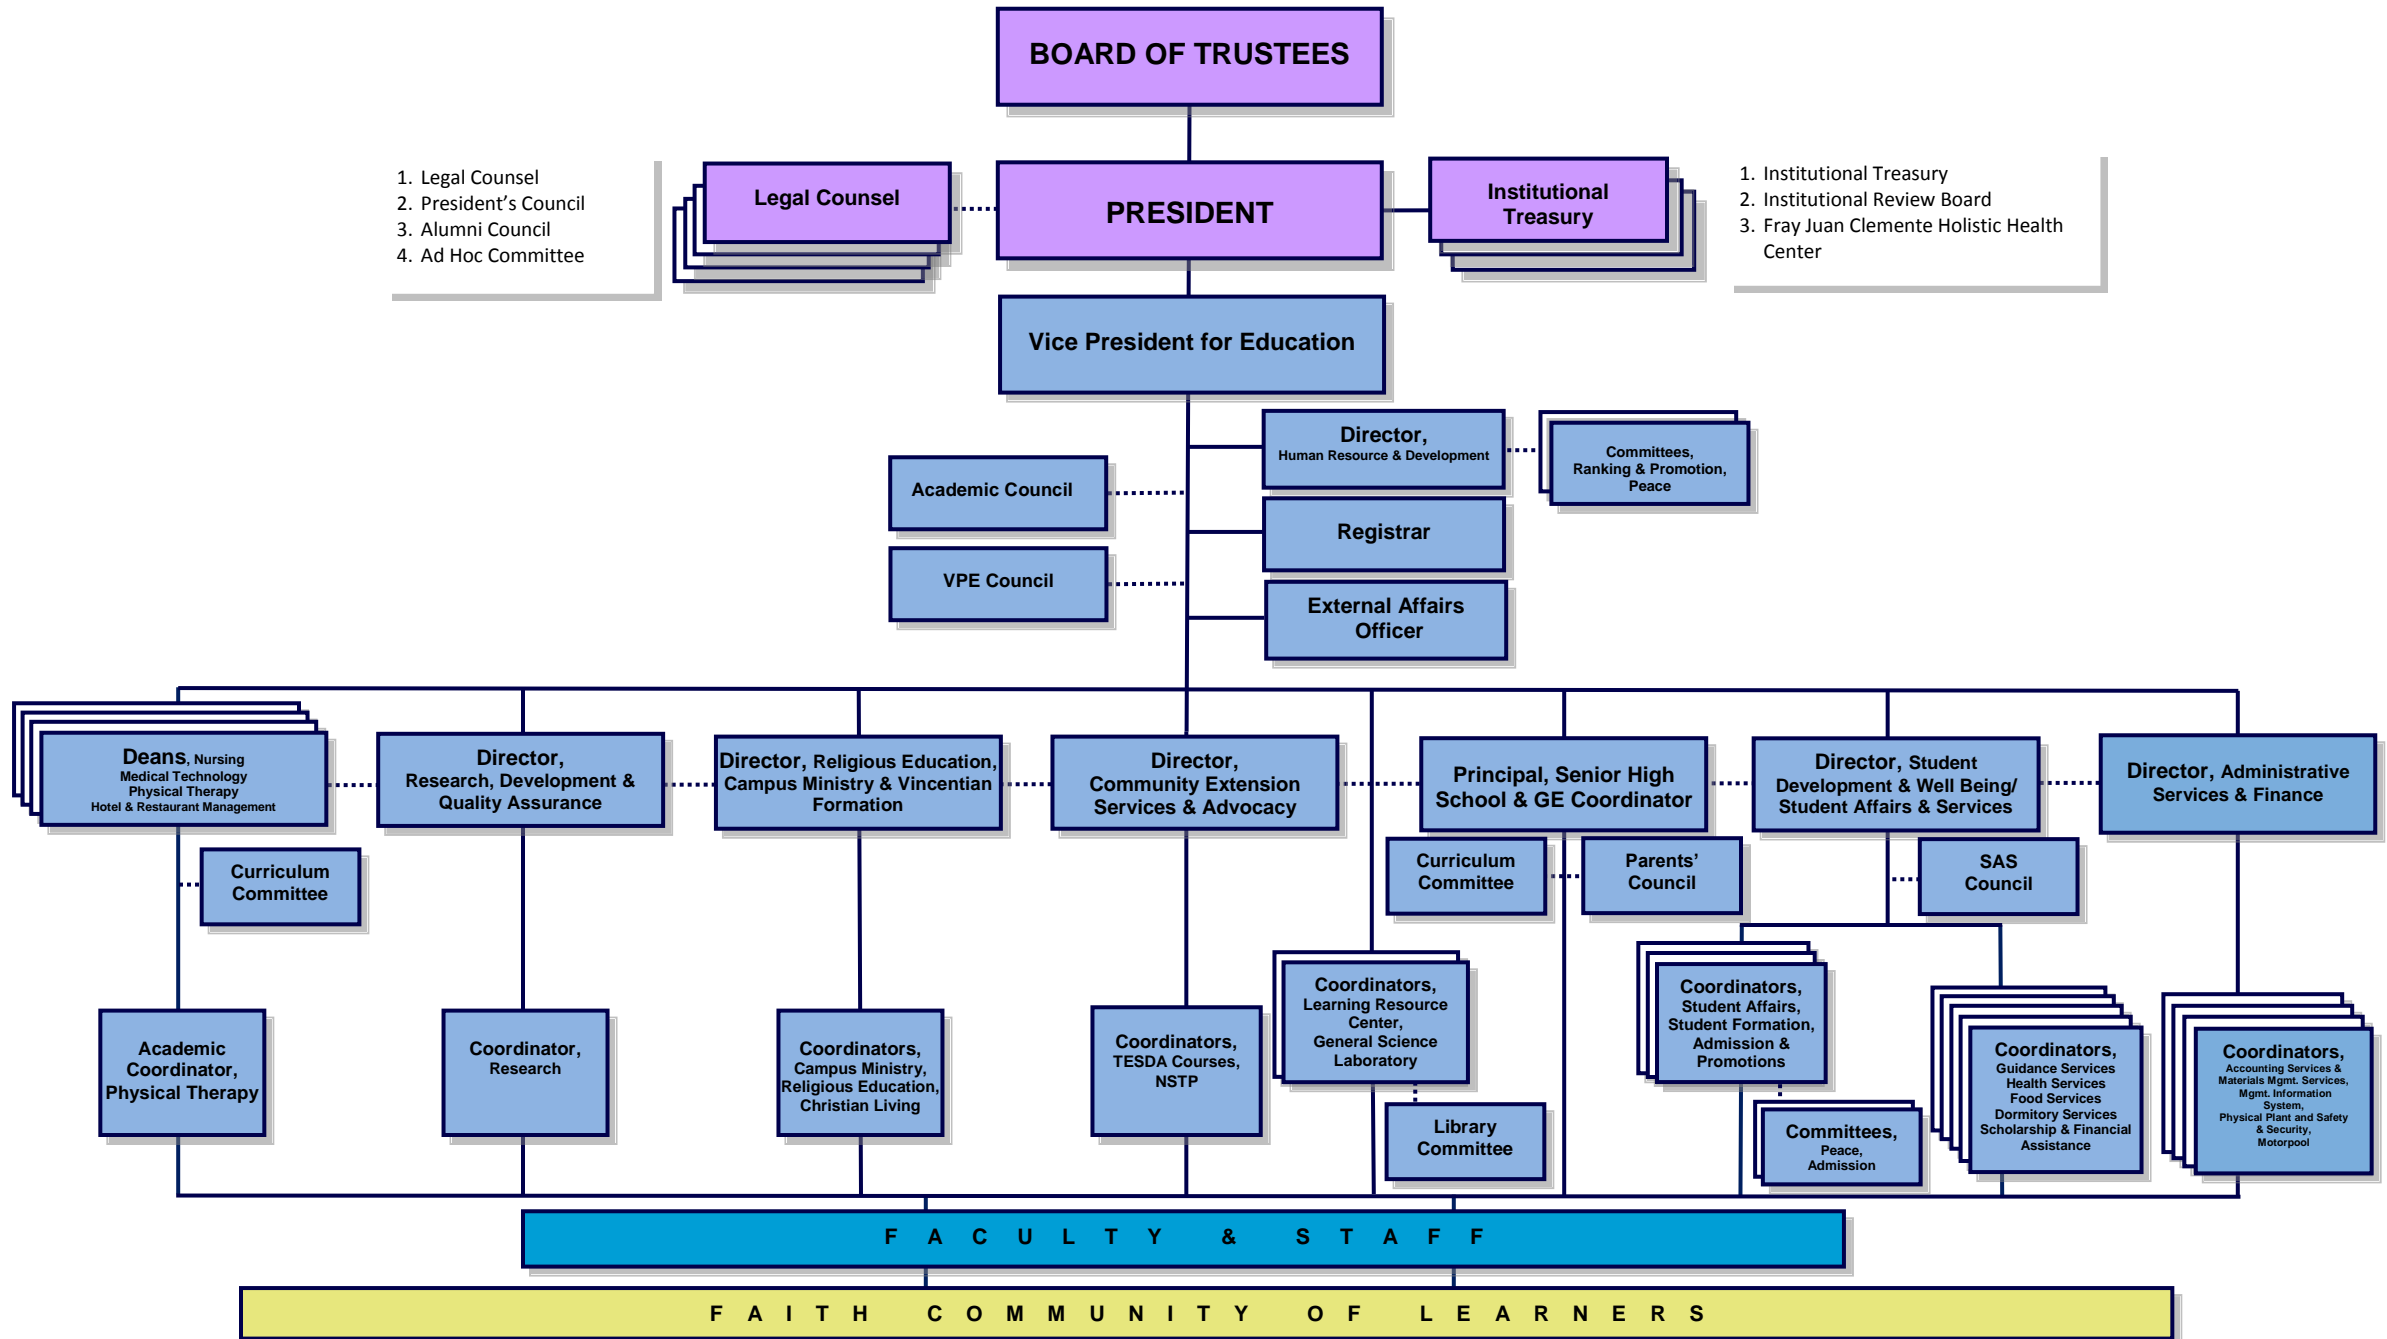 BOARD OF TRUSTEES
1. Legal Counsel
2. President’s Council
3. Alumni Council
4. Ad Hoc Committee
Legal Counsel
PRESIDENT
Institutional
Treasury
1. Institutional Treasury
2. Institutional Review Board
3. Fray Juan Clemente Holistic Health
Center
Vice President for Education
Director,
Human Resource & Development
Committees,
Ranking & Promotion,
Peace
Academic Council
Registrar
VPE Council
External Affairs
Officer
Deans, Nursing
Medical Technology
Physical Therapy
Hotel & Restaurant Management
Director,
Research, Development &
Quality Assurance
Director, Religious Education,
Campus Ministry & Vincentian
Formation
Director,
Community Extension
Services & Advocacy
Principal, Senior High
School & GE Coordinator
Director, Student
Development & Well Being/
Student Affairs & Services
Director, Administrative
Services & Finance
Curriculum
Committee
Curriculum
Committee
Parents’
Council
SAS
Council
Academic
Coordinator,
Physical Therapy
Coordinator,
Research
Coordinators,
Campus Ministry,
Religious Education,
Christian Living
Coordinators,
TESDA Courses,
NSTP
Coordinators,
Learning Resource
Center,
General Science
Laboratory
Library
Committee
Coordinators,
Student Affairs,
Student Formation,
Admission &
Promotions
Committees,
Peace,
Admission
Coordinators,
Guidance Services
Health Services
Food Services
Dormitory Services
Scholarship & Financial
Assistance
Coordinators,
Accounting Services &
Materials Mgmt. Services,
Mgmt. Information
System,
Physical Plant and Safety
& Security,
Motorpool
FACULTY & STAFF
FAITH COMMUNITY OF LEARNERS